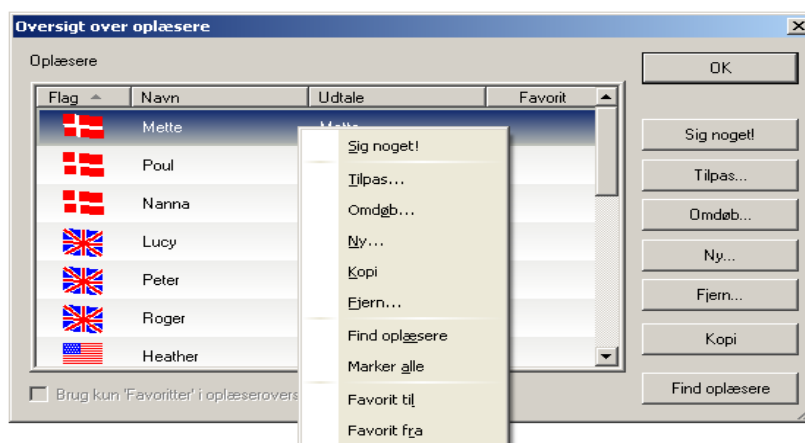 Oversigt over oplæsere
Oplæsere
OK
Flag Navn Udtale Favorit
Mette Mette
Poul
Nanna
Lucy
Peter
Roger
Heather
Sig noget!
Tilpas...
Omdøb...
Ny...
Kopi
Fjern...
Find oplæsere
Marker alle
Favorit til
Favorit fra
Sig noget!
Tilpas...
Omdøb...
Ny...
Fjern...
Kopi
Find oplæsere
Brug kun 'Favoritter' i oplæserovers